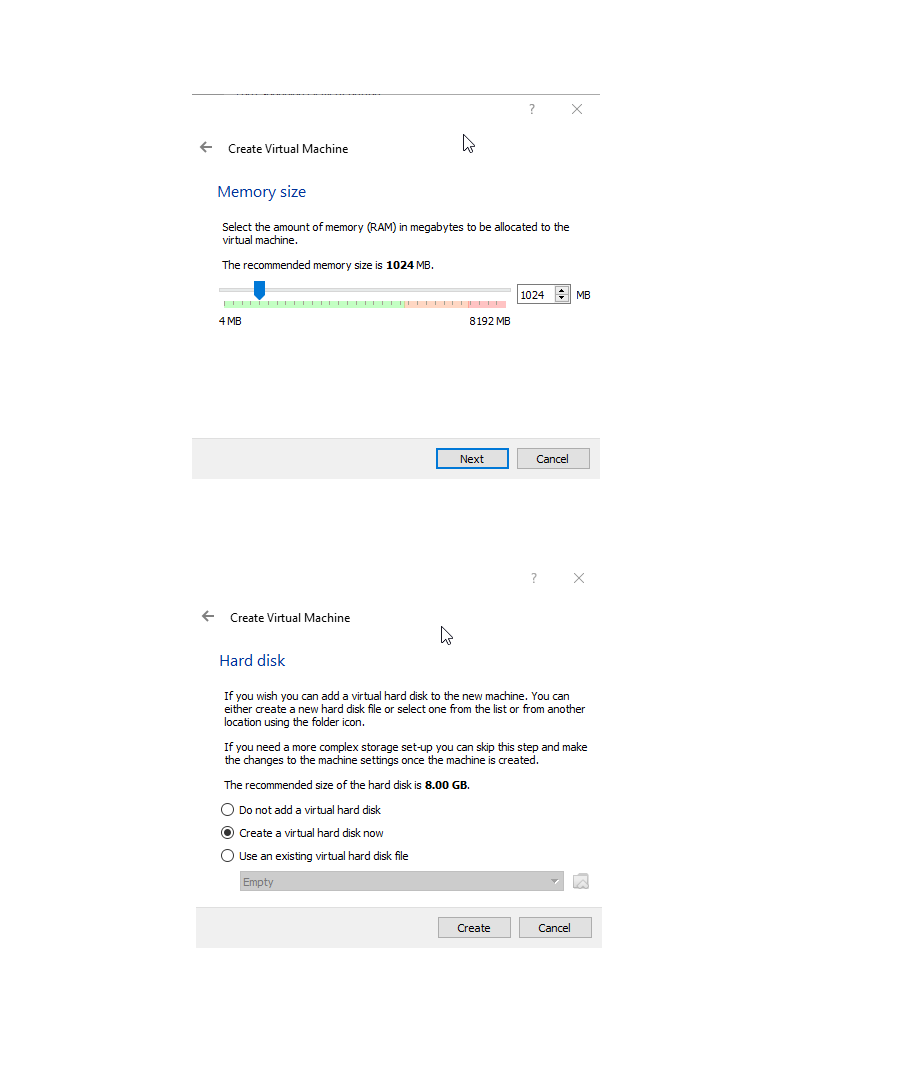 ?
Create Virtual Machine
Memory size
Select the amount of memory (RAM) in megabytes to be allocated to the
virtual machine.
The recommended memory size is 1024 MB.
1024 MB
4 MB 8192 MB
Next Cancel
?
Create Virtual Machine
Hard disk
If you wish you can add a virtual hard disk to the new machine. You can
either create a new hard disk file or select one from the list or from another
location using the folder icon.
If you need a more complex storage set-up you can skip this step and make
the changes to the machine settings once the machine is created.
The recommended size of the hard disk is 8.00 GB.
Do not add a virtual hard disk
Create a virtual hard disk now
Use an existing virtual hard disk file
Empty
Create Cancel